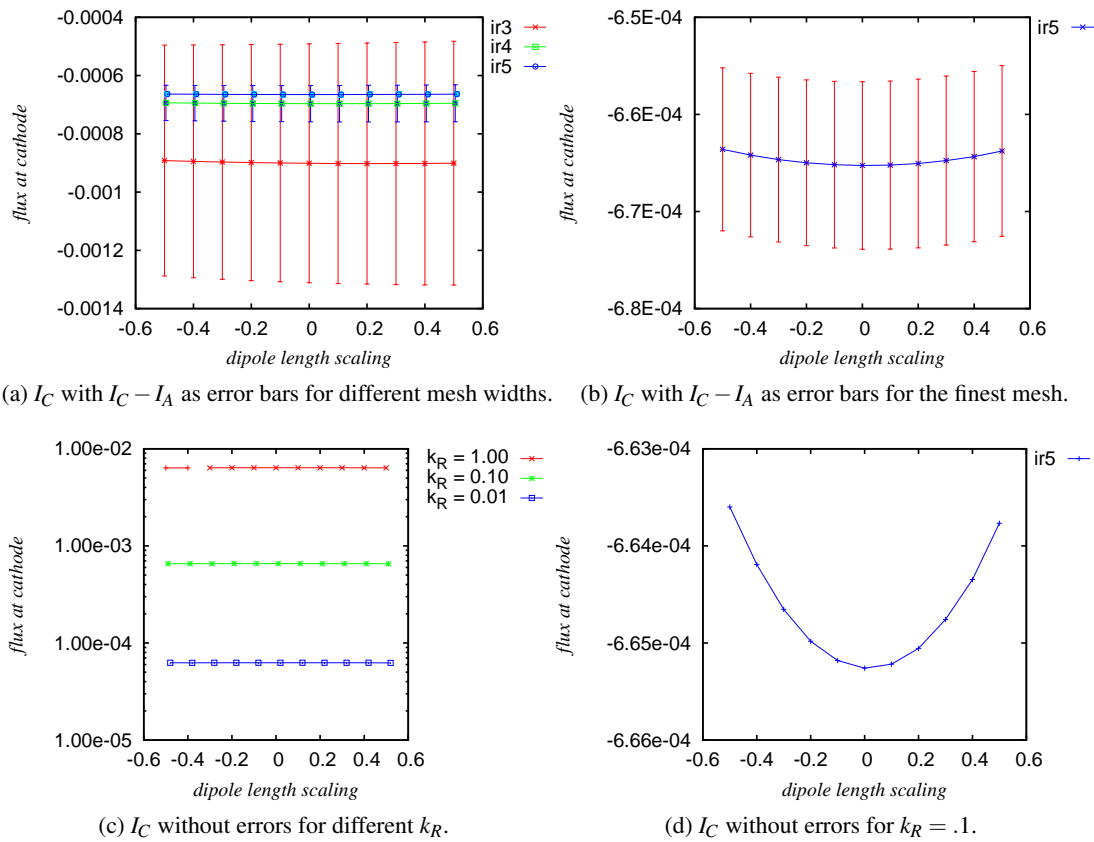 -0.0004
-0.0006
-0.0008
-0.001
-0.0012
-0.0014
-0.6 -0.4 -0.2 0 0.2 0.4 0.6
flux at cathode
dipole length scaling
ir3
ir4
ir5
(a) I_C with I_C − I_A as error bars for different mesh widths.
-6.5E-04
-6.6E-04
-6.7E-04
-6.8E-04
-0.6 -0.4 -0.2 0 0.2 0.4 0.6
flux at cathode
dipole length scaling
ir5
(b) I_C with I_C − I_A as error bars for the finest mesh.
1.00e-02
1.00e-03
1.00e-04
1.00e-05
-0.6 -0.4 -0.2 0 0.2 0.4 0.6
flux at cathode
dipole length scaling
k_R = 1.00
k_R = 0.10
k_R = 0.01
(c) I_C without errors for different k_R.
-6.63e-04
-6.64e-04
-6.65e-04
-6.66e-04
-0.6 -0.4 -0.2 0 0.2 0.4 0.6
flux at cathode
dipole length scaling
ir5
(d) I_C without errors for k_R = .1.